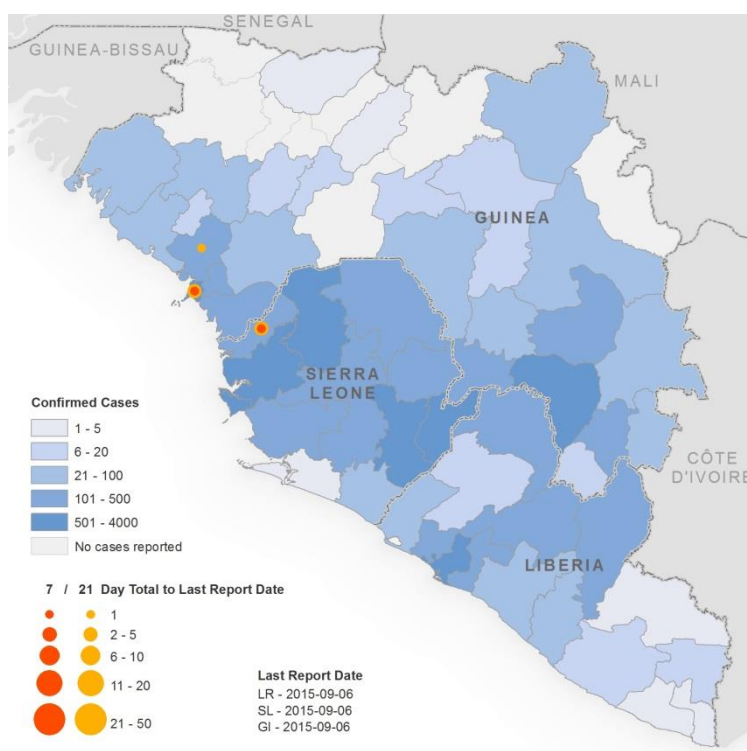 SENEGAL
GUINEA-BISSAU
MALI
GUINEA
SIERRA
LEONE
CÔTE
D'IVOIRE
LIBERIA
Confirmed Cases
1 - 5
6 - 20
21 - 100
101 - 500
501 - 4000
No cases reported
7 / 21 Day Total to Last Report Date
1
2 - 5
6 - 10
11 - 20
21 - 50
Last Report Date
LR - 2015-09-06
SL - 2015-09-06
GI - 2015-09-06